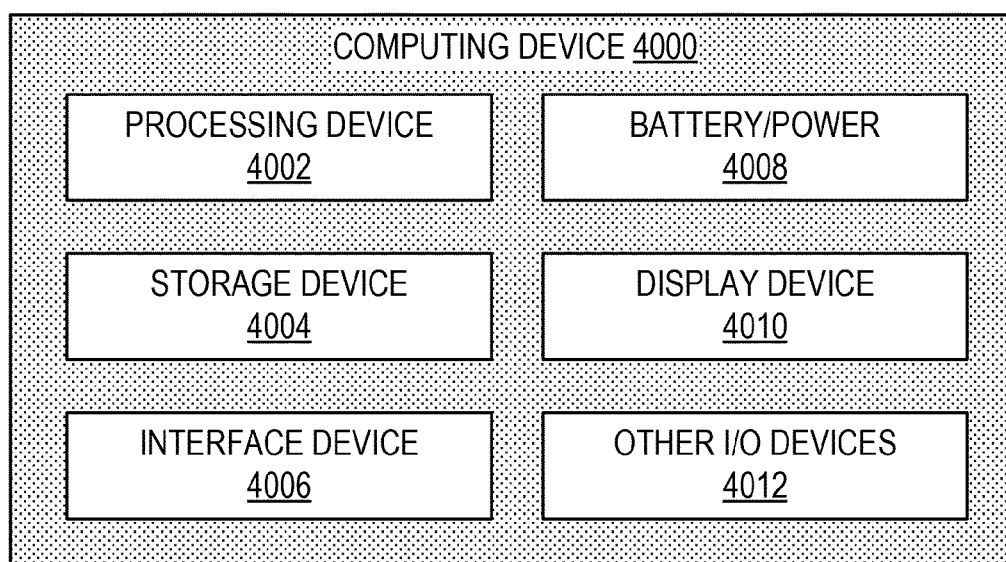 COMPUTING DEVICE 4000
PROCESSING DEVICE
4002
BATTERY/POWER
4008
STORAGE DEVICE
4004
DISPLAY DEVICE
4010
INTERFACE DEVICE
4006
OTHER I/O DEVICES
4012